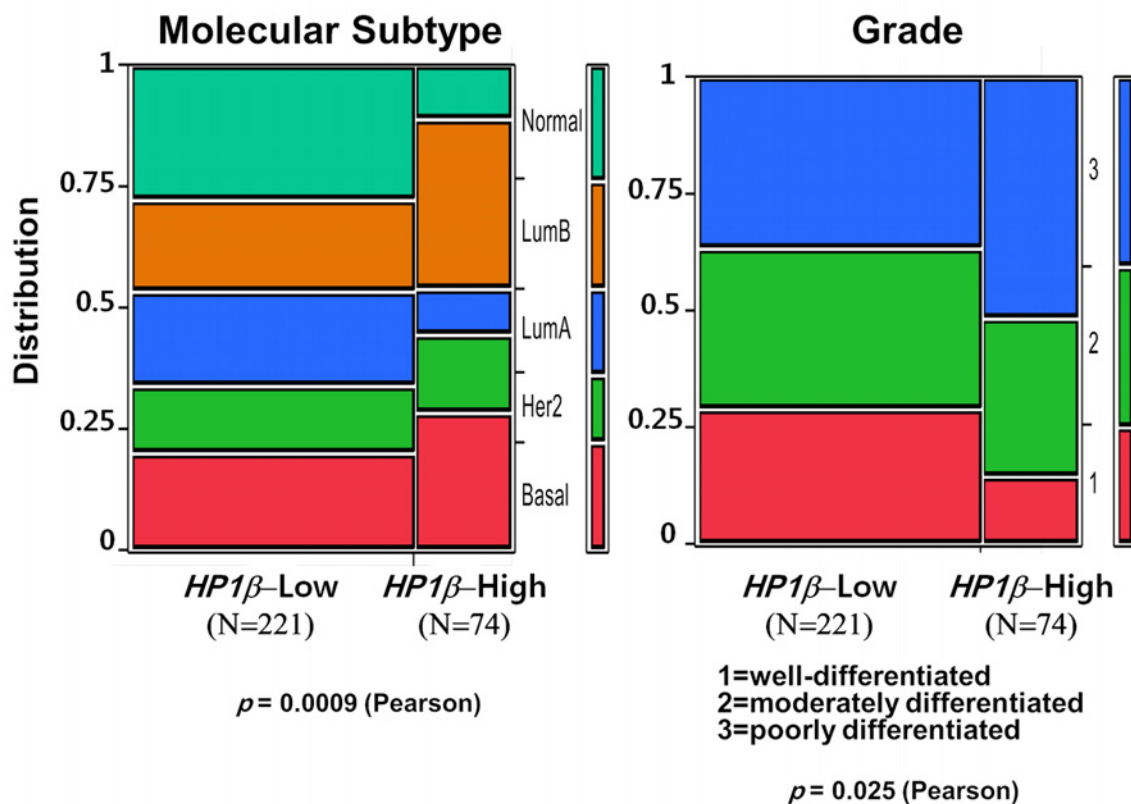 Molecular Subtype
Distribution
1
0.75
0.5
0.25
0
Normal
LumB
LumA
Her2
Basal
HP1β–Low
(N=221)
HP1β–High
(N=74)
p = 0.0009 (Pearson)
Grade
1
0.75
0.5
0.25
0
3
2
1
HP1β–Low
(N=221)
HP1β–High
(N=74)
1=well-differentiated
2=moderately differentiated
3=poorly differentiated
p = 0.025 (Pearson)